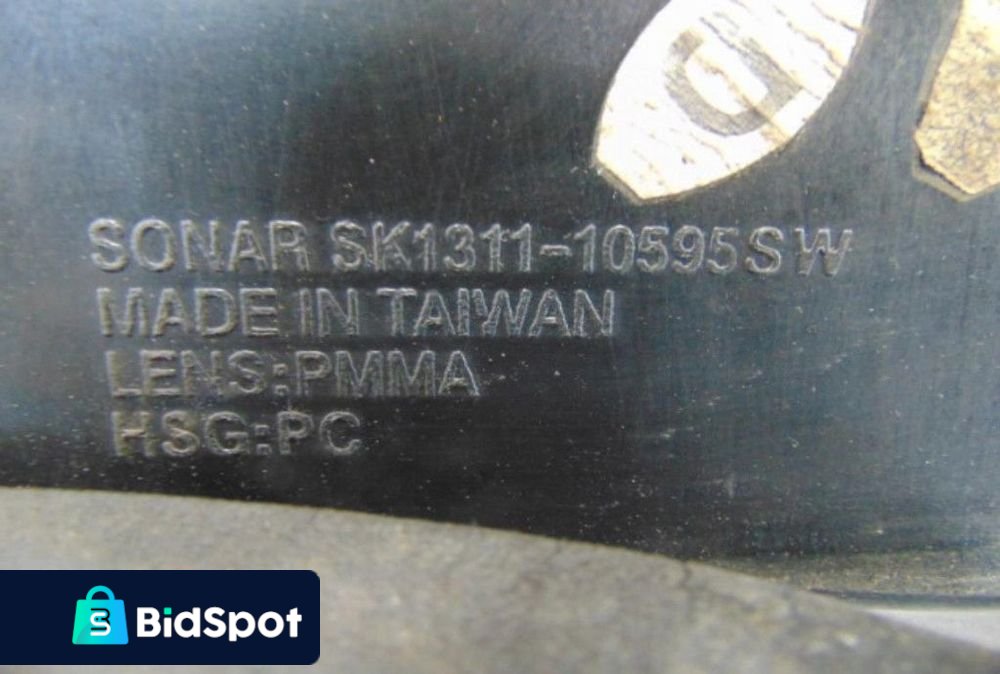 D
SONAR SK1311-10595SW
MADE IN TAIWAN
LENS:PMMA
HSG:PC
BidSpot